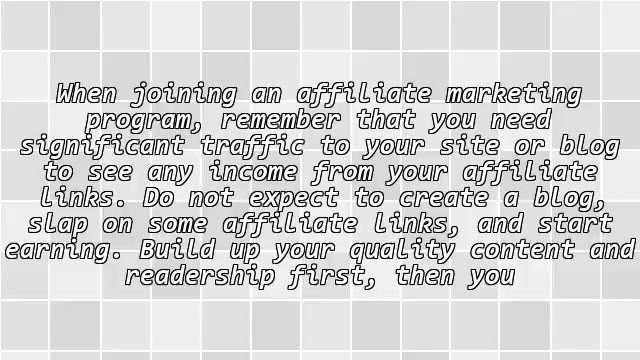 When joining an affiliate marketing
program, remember that you need
significant traffic to your site or blog
to see any income from your affiliate
links. Do not expect to create a blog,
slap on some affiliate links, and start
earning. Build up your quality content and
readership first, then you